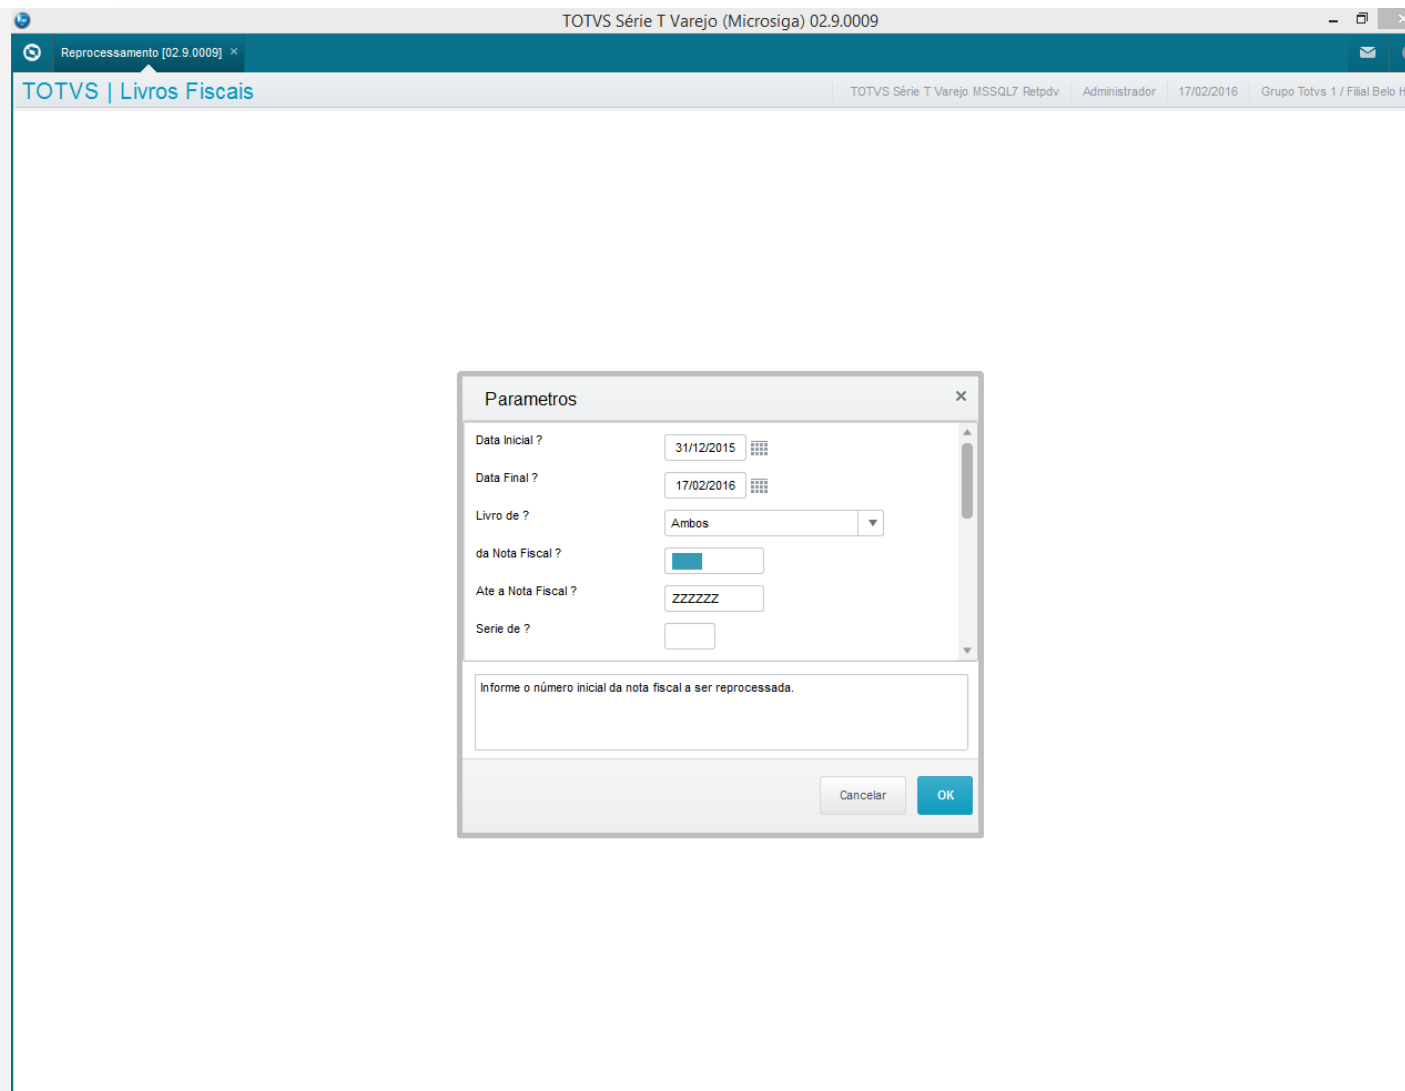 TOTVS Série T Varejo (Microsiga) 02.9.0009
Reprocessamento [02.9.0009]
TOTVS | Livros Fiscais
TOTVS Série T Varejo MSSQL7 Retpdv
Administrador
17/02/2016
Grupo Totvs 1 / Filial Belo H
Parametros
Data Inicial ?
31/12/2015
Data Final ?
17/02/2016
Livro de ?
Ambos
da Nota Fiscal ?
Ate a Nota Fiscal ?
ZZZZZZ
Serie de ?
Informe o número inicial da nota fiscal a ser reprocessada.
Cancelar
OK